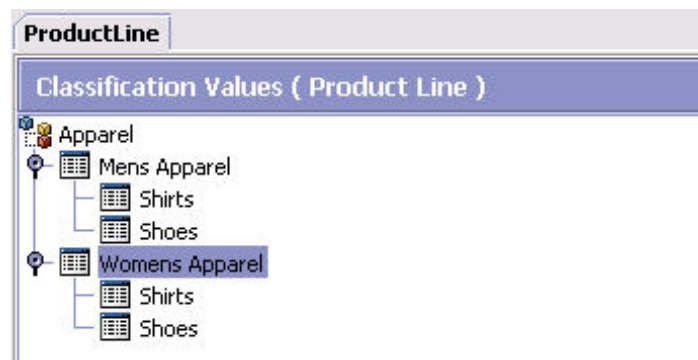 ProductLine
Classification Values ( Product Line )
Apparel
Mens Apparel
Shirts
Shoes
Womens Apparel
Shirts
Shoes